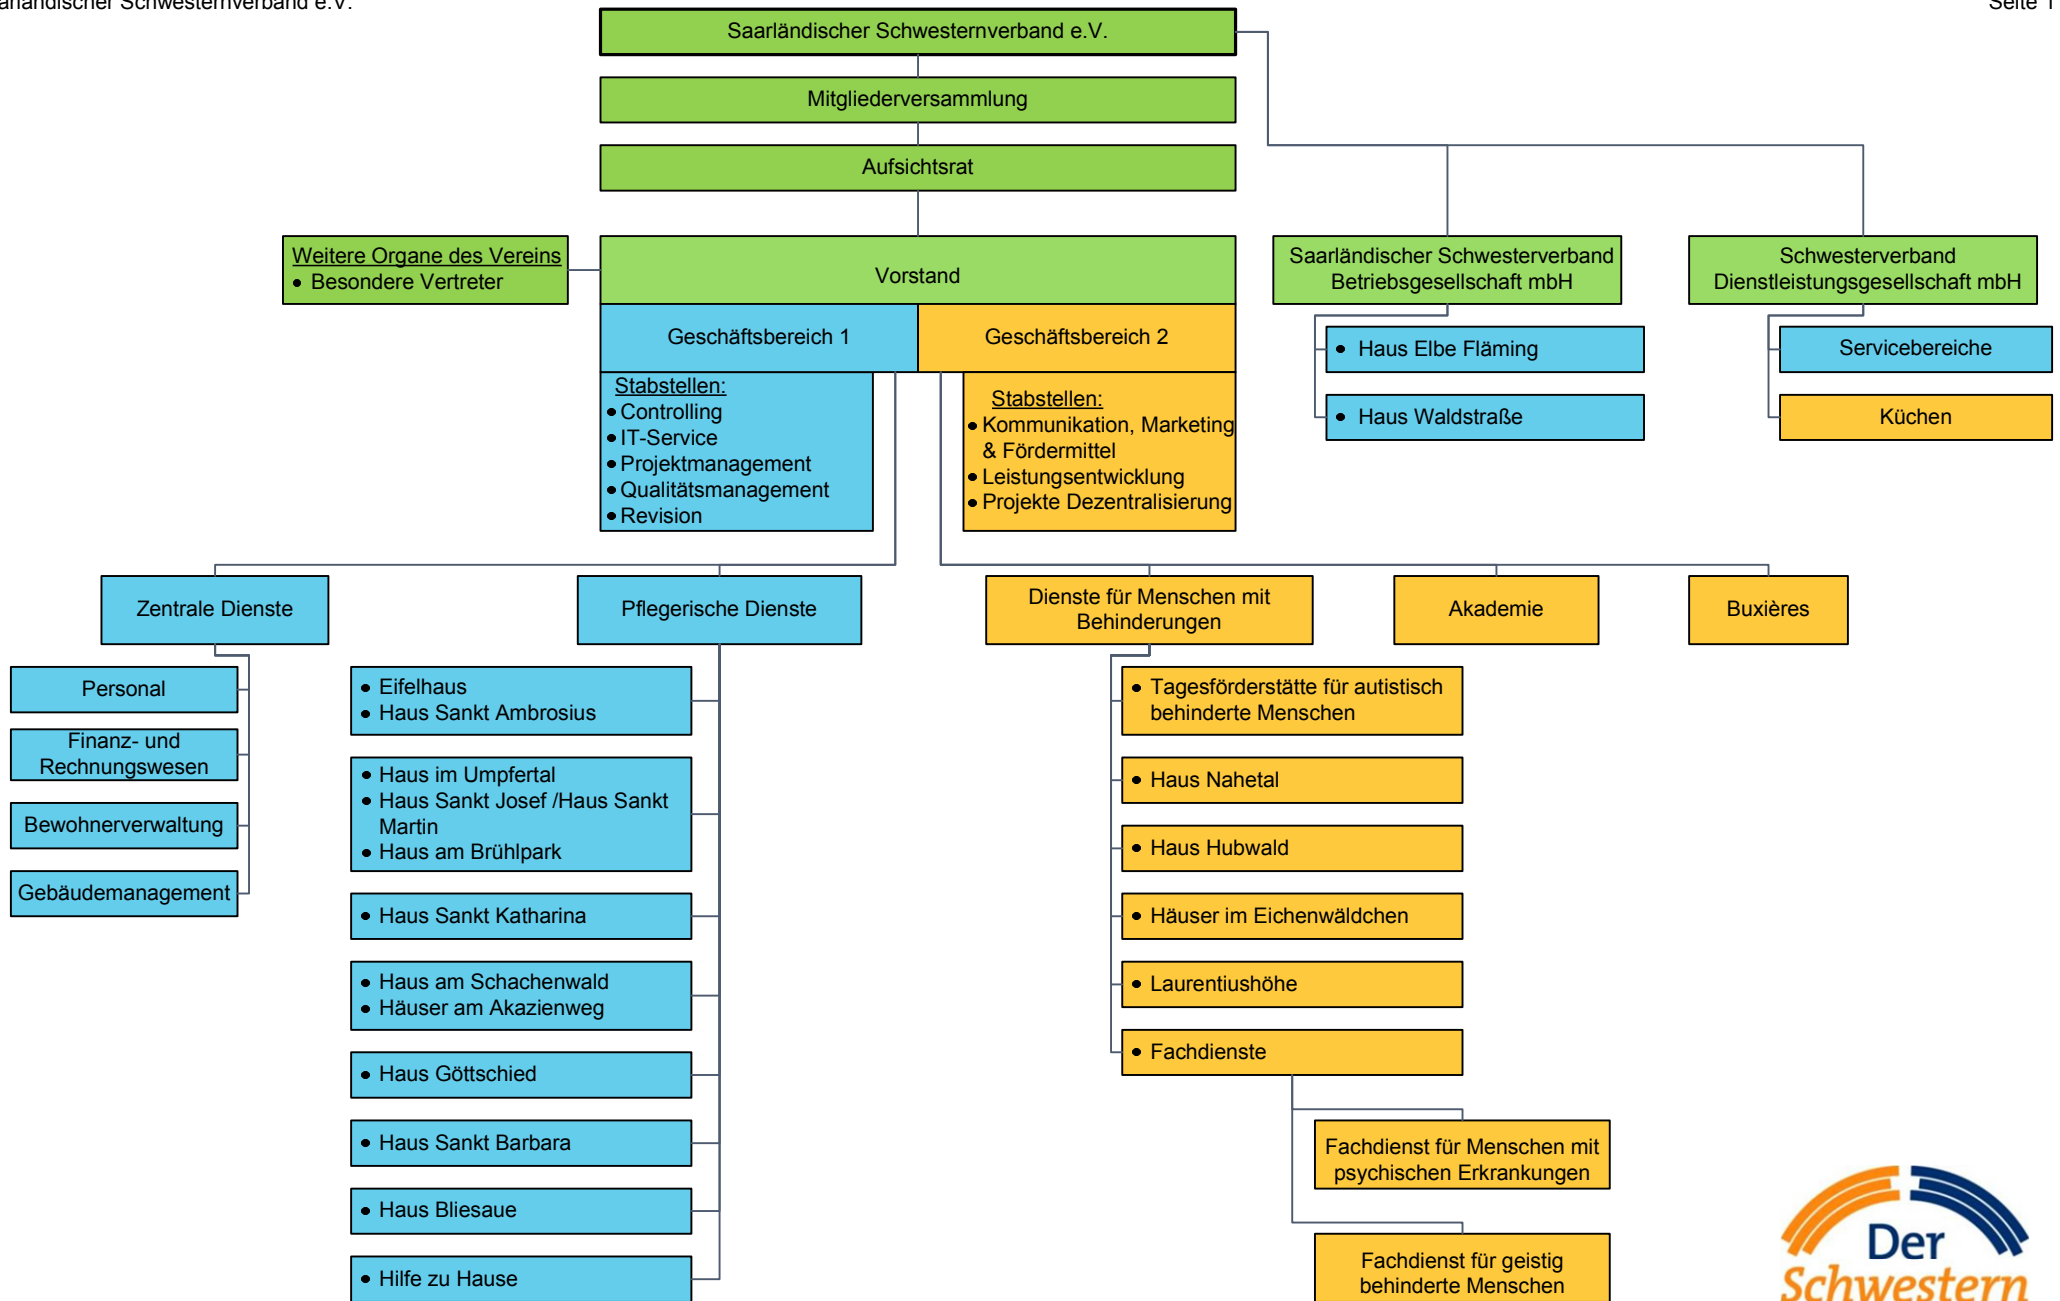 Saarländischer Schwesternverband e.V.
Seite 1
Saarländischer Schwesternverband e.V.
Mitgliederversammlung
Aufsichtsrat
Weitere Organe des Vereins
• Besondere Vertreter
Vorstand
Saarländischer Schwesterverband
Betriebsgesellschaft mbH
Schwesterverband
Dienstleistungsgesellschaft mbH
Geschäftsbereich 1
Geschäftsbereich 2
• Haus Elbe Fläming
• Haus Waldstraße
Servicebereiche
Küchen
Stabstellen:
• Controlling
• IT-Service
• Projektmanagement
• Qualitätsmanagement
• Revision
Stabstellen:
• Kommunikation, Marketing
& Fördermittel
• Leistungsentwicklung
• Projekte Dezentralisierung
Zentrale Dienste
Pflegerische Dienste
Dienste für Menschen mit
Behinderungen
Akademie
Buxières
Personal
Finanz- und
Rechnungswesen
Bewohnerverwaltung
Gebäudemanagement
• Eifelhaus
• Haus Sankt Ambrosius
• Haus im Umpfertal
• Haus Sankt Josef /Haus Sankt
Martin
• Haus am Brühlpark
• Haus Sankt Katharina
• Haus am Schachenwald
• Häuser am Akazienweg
• Haus Göttschied
• Haus Sankt Barbara
• Haus Bliesaue
• Hilfe zu Hause
• Tagesförderstätte für autistisch
behinderte Menschen
• Haus Nahetal
• Haus Hubwald
• Häuser im Eichenwäldchen
• Laurentiushöhe
• Fachdienste
Fachdienst für Menschen mit
psychischen Erkrankungen
Fachdienst für geistig
behinderte Menschen
Der
Schwestern